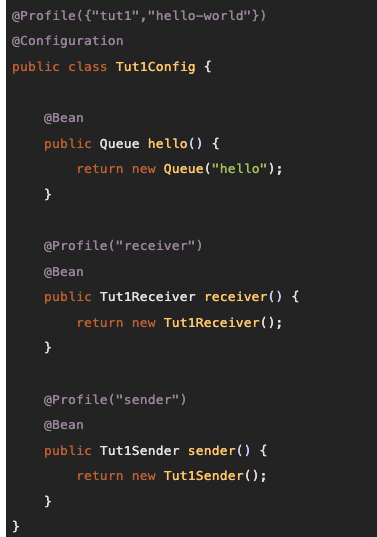 @Profile({"tut1","hello-world"})
@Configuration
public class Tut1Config {

    @Bean
    public Queue hello() {
        return new Queue("hello");
    }

    @Profile("receiver")
    @Bean
    public Tut1Receiver receiver() {
        return new Tut1Receiver();
    }

    @Profile("sender")
    @Bean
    public Tut1Sender sender() {
        return new Tut1Sender();
    }
}